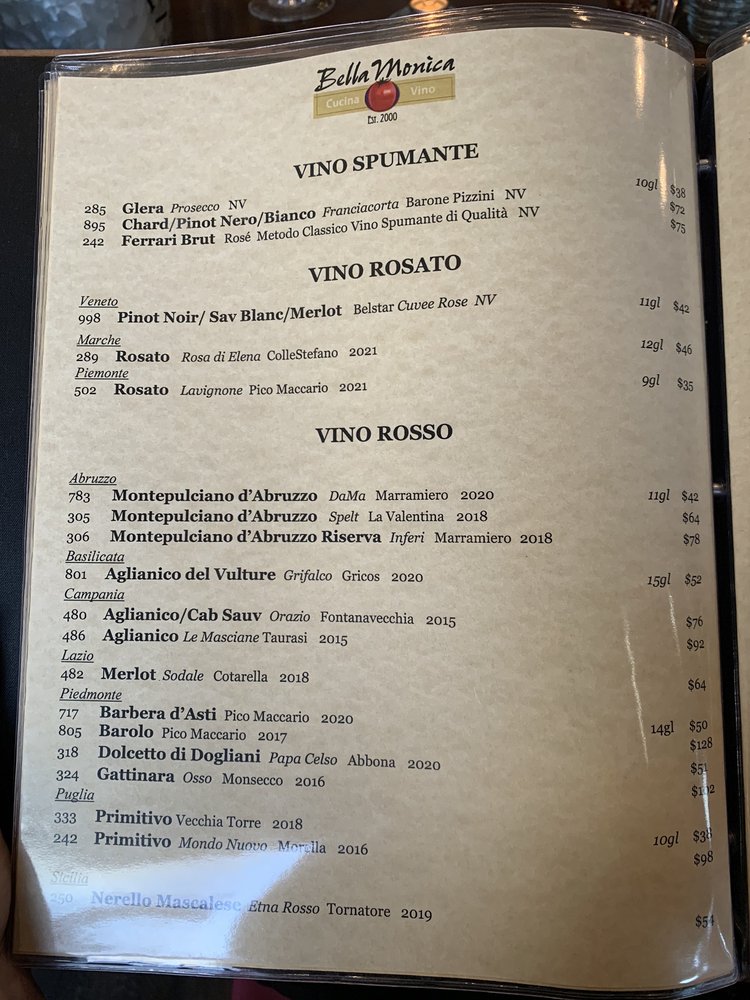 Bella Monica
Cucina Vino
Est. 2000
VINO SPUMANTE
285 Glera Prosecco NV 10gl $38
895 Chard/Pinot Nero/Bianco Franciacorta Barone Pizzini NV $72
242 Ferrari Brut Rosé Metodo Classico Vino Spumante di Qualità NV $75
VINO ROSATO
Veneto
998 Pinot Noir/ Sav Blanc/Merlot Belstar Cuvee Rose NV 11gl $42
Marche
289 Rosato Rosa di Elena ColleStefano 2021 12gl $46
Piemonte
502 Rosato Lavignone Pico Maccario 2021 9gl $35
VINO ROSSO
Abruzzo
783 Montepulciano d'Abruzzo DaMa Marramiero 2020 11gl $42
305 Montepulciano d'Abruzzo Spelt La Valentina 2018 $64
306 Montepulciano d'Abruzzo Riserva Inferi Marramiero 2018 $78
Basilicata
801 Aglianico del Vulture Grifalco Gricos 2020 15gl $52
Campania
480 Aglianico/Cab Sauv Orazio Fontanavecchia 2015 $76
486 Aglianico Le Masciane Taurasi 2015 $92
Lazio
482 Merlot Sodale Cotarella 2018 $64
Piedmonte
717 Barbera d'Asti Pico Maccario 2020 14gl $50
805 Barolo Pico Maccario 2017 $128
318 Dolcetto di Dogliani Papa Celso Abbona 2020 $51
324 Gattinara Osso Monsecco 2016 $102
Puglia
333 Primitivo Vecchia Torre 2018 10gl $38
242 Primitivo Mondo Nuovo Morella 2016 $98
Sicilia
250 Nerello Mascalese Etna Rosso Tornatore 2019 $54